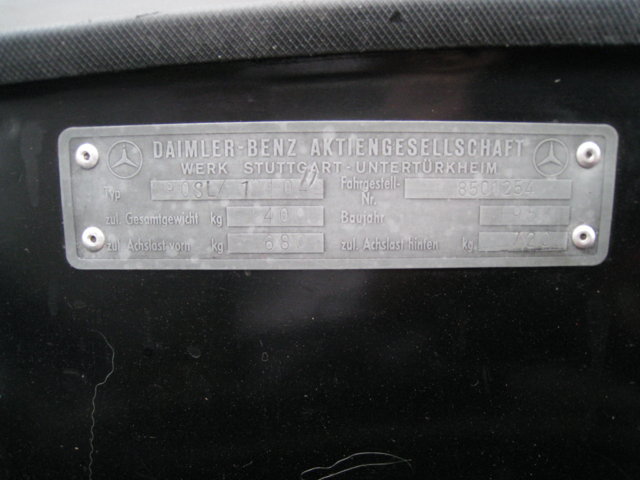 DAIMLER-BENZ AKTIENGESELLSCHAFT
WERK STUTTGART-UNTERTÜRKHEIM
Typ Fahrgestell-Nr. 8501254
zul. Gesamtgewicht kg Baujahr
zul. Achslast vorn kg zul. Achslast hinten kg